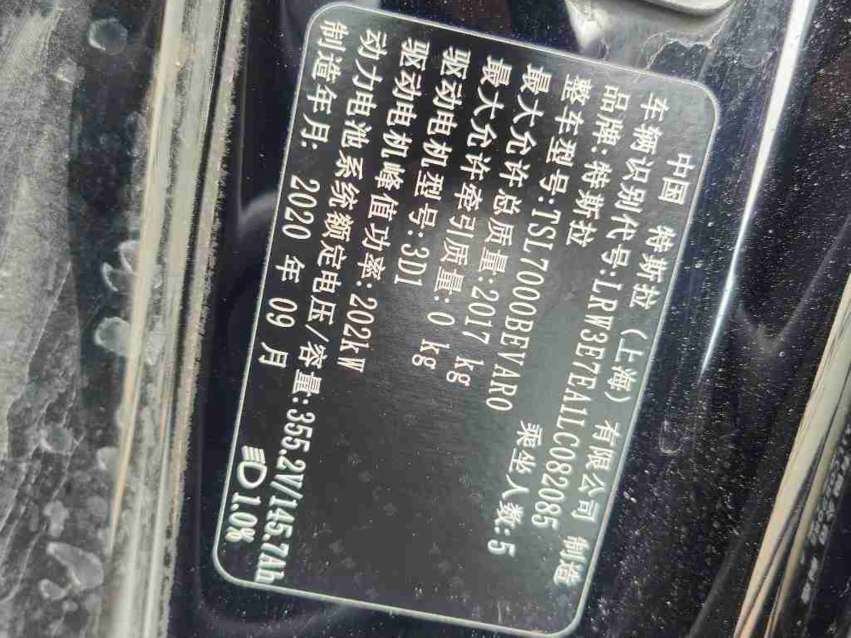 中国 特斯拉（上海）有限公司 制造
车辆识别代号:LRW3E7EA1LC082085
品牌:特斯拉
整车型号:TSL7000BEVAR0 乘坐人数:5
最大允许总质量:2017 kg
最大允许牵引质量:0 kg
驱动电机型号:3D1
驱动电机峰值功率:202kW
动力电池系统额定电压/容量:355.2V/145.7Ah
制造年月: 2020 年 09 月
1.0%